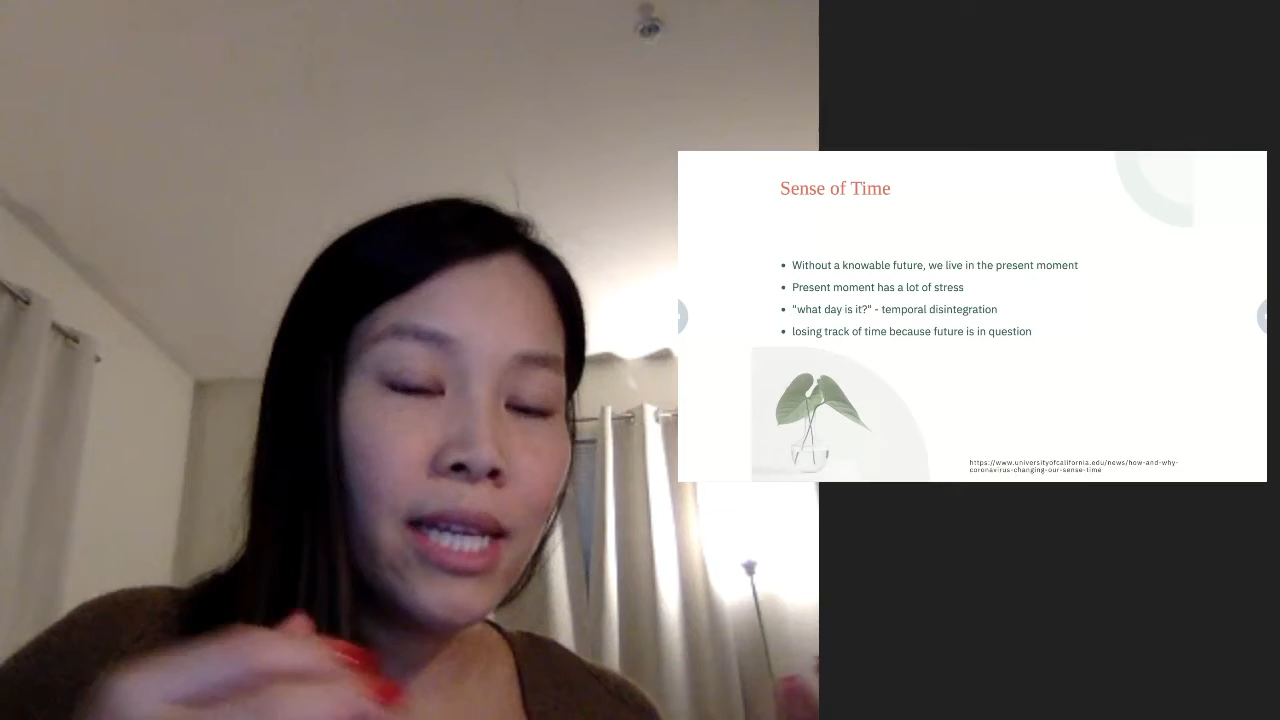 Sense of Time
• Without a knowable future, we live in the present moment
• Present moment has a lot of stress
• "what day is it?" - temporal disintegration
• losing track of time because future is in question
https://www.universityofcalifornia.edu/news/how-and-why-
coronavirus-changing-our-sense-time